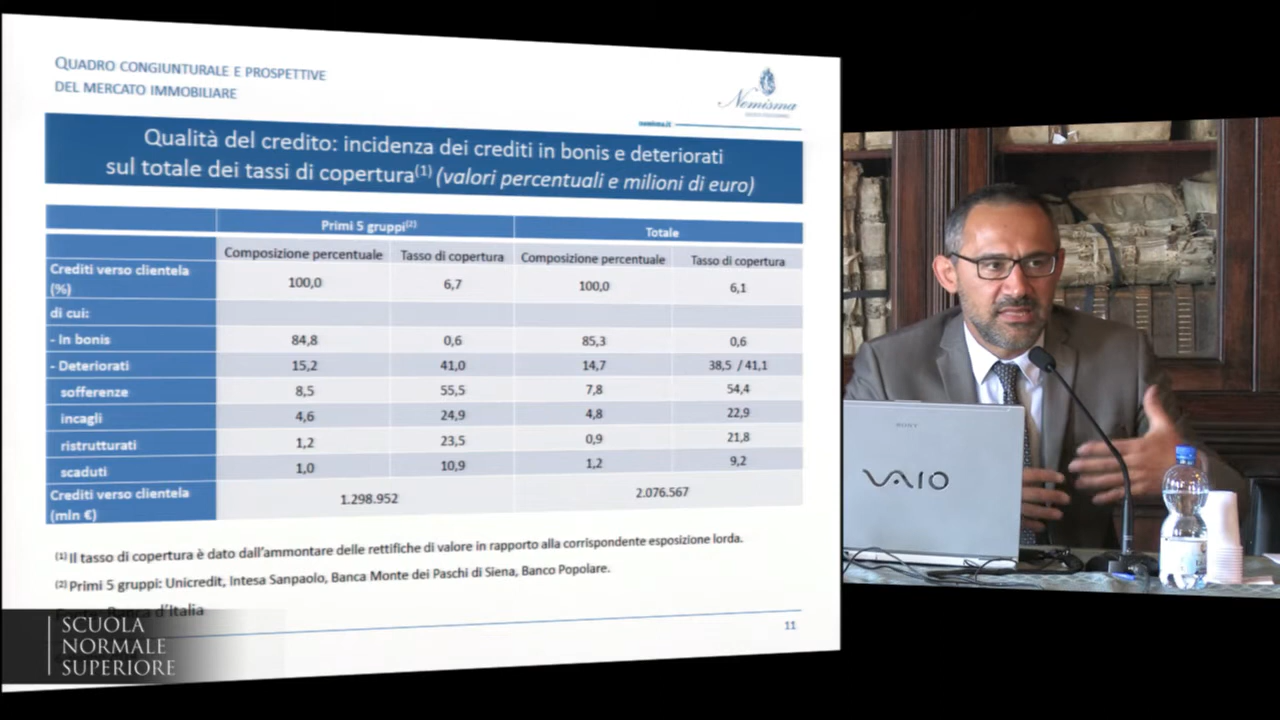 QUADRO CONGIUNTURALE E PROSPETTIVE
DEL MERCATO IMMOBILIARE
Nomisma
nomisma.it
Qualità del credito: incidenza dei crediti in bonis e deteriorati
sul totale dei tassi di copertura(1) (valori percentuali e milioni di euro)
Primi 5 gruppi(2) Totale
Composizione percentuale Tasso di copertura Composizione percentuale Tasso di copertura
Crediti verso clientela
(%) 100,0 6,7 100,0 6,1
di cui:
- In bonis 84,8 0,6 85,3 0,6
- Deteriorati 15,2 41,0 14,7 38,5 / 41,1
sofferenze 8,5 55,5 7,8 54,4
incagli 4,6 24,9 4,8 22,9
ristrutturati 1,2 23,5 0,9 21,8
scaduti 1,0 10,9 1,2 9,2
Crediti verso clientela
(mln €) 1.298.952 2.076.567
(1) Il tasso di copertura è dato dall'ammontare delle rettifiche di valore in rapporto alla corrispondente esposizione lorda.
(2) Primi 5 gruppi: Unicredit, Intesa Sanpaolo, Banca Monte dei Paschi di Siena, Banco Popolare.
Banca d'Italia
11
SCUOLA
NORMALE
SUPERIORE
SONY
VAIO